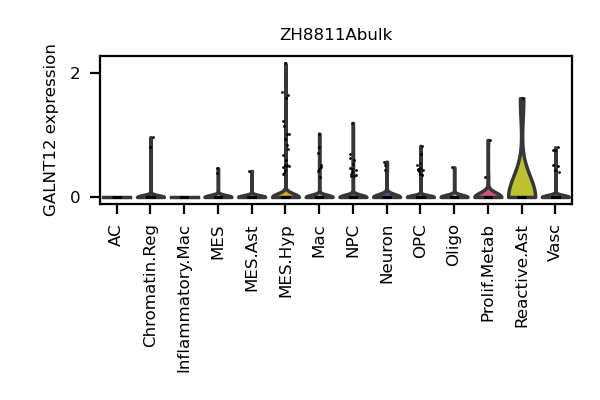 ZH8811Abulk
GALNT12 expression
2
0
AC
Chromatin.Reg
Inflammatory.Mac
MES
MES.Ast
MES.Hyp
Mac
NPC
Neuron
OPC
Oligo
Prolif.Metab
Reactive.Ast
Vasc